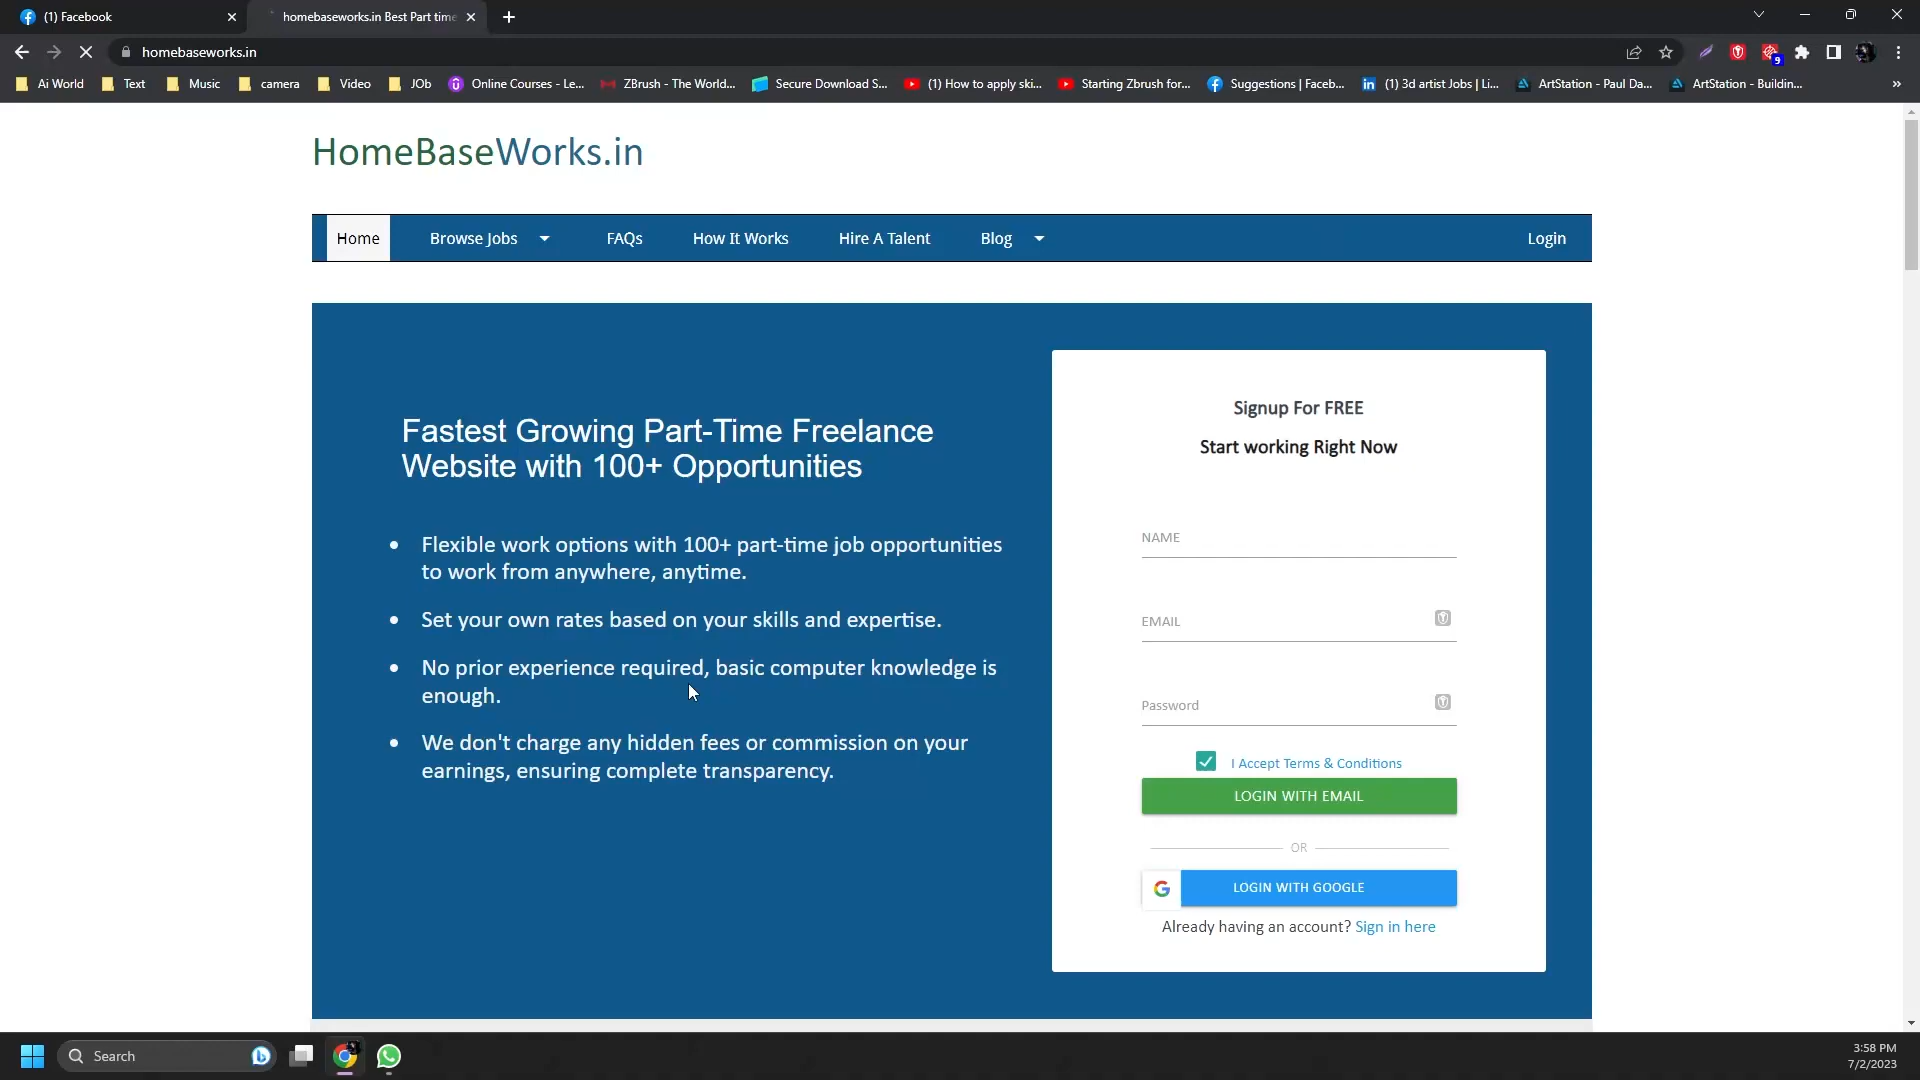 (1) Facebook
homebaseworks.in Best Part time
homebaseworks.in
Ai World
Text
Music
camera
Video
JOb
Online Courses - Le...
ZBrush - The World...
Secure Download S...
(1) How to apply ski...
Starting Zbrush for...
Suggestions | Faceb...
(1) 3d artist Jobs | Li...
ArtStation - Paul Da...
ArtStation - Buildin...
»
9
HomeBaseWorks.in
Home
Browse Jobs
FAQs
How It Works
Hire A Talent
Blog
Login
Fastest Growing Part-Time Freelance
Website with 100+ Opportunities
• Flexible work options with 100+ part-time job opportunities
to work from anywhere, anytime.
• Set your own rates based on your skills and expertise.
• No prior experience required, basic computer knowledge is
enough.
• We don't charge any hidden fees or commission on your
earnings, ensuring complete transparency.
Signup For FREE
Start working Right Now
NAME
EMAIL
Password
I Accept Terms & Conditions
LOGIN WITH EMAIL
OR
G
LOGIN WITH GOOGLE
Already having an account? Sign in here
Search
3:58 PM
7/2/2023